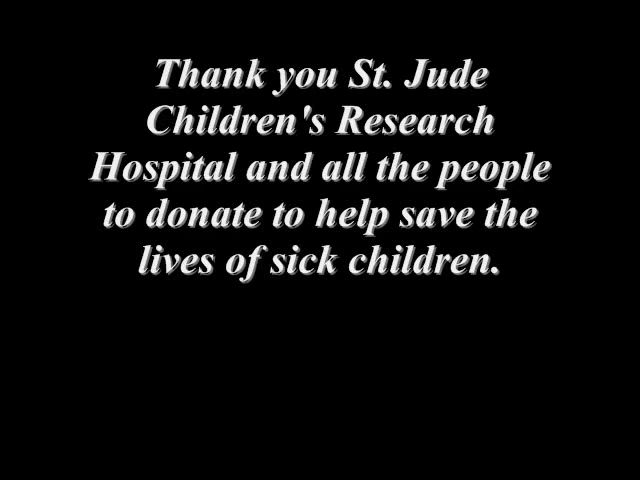 Thank you St. Jude
Children's Research
Hospital and all the people
to donate to help save the
lives of sick children.